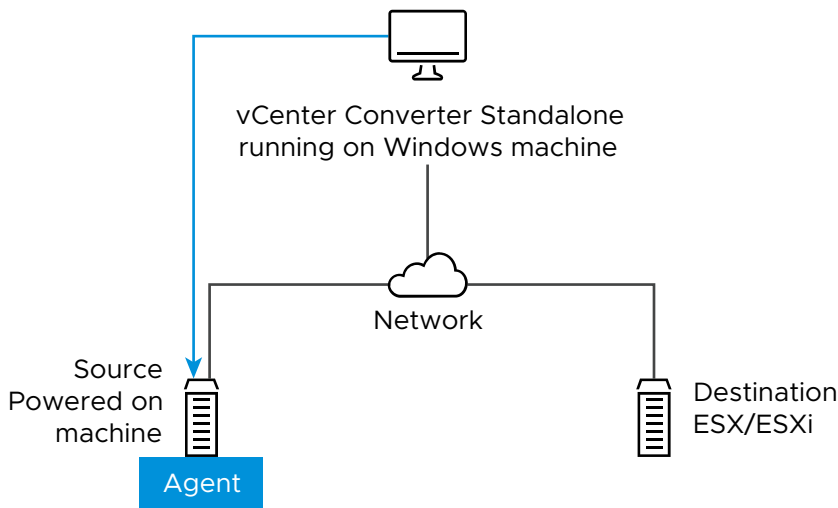 vCenter Converter Standalone
running on Windows machine
Network
Source
Powered on
machine
Agent
Destination
ESX/ESXi